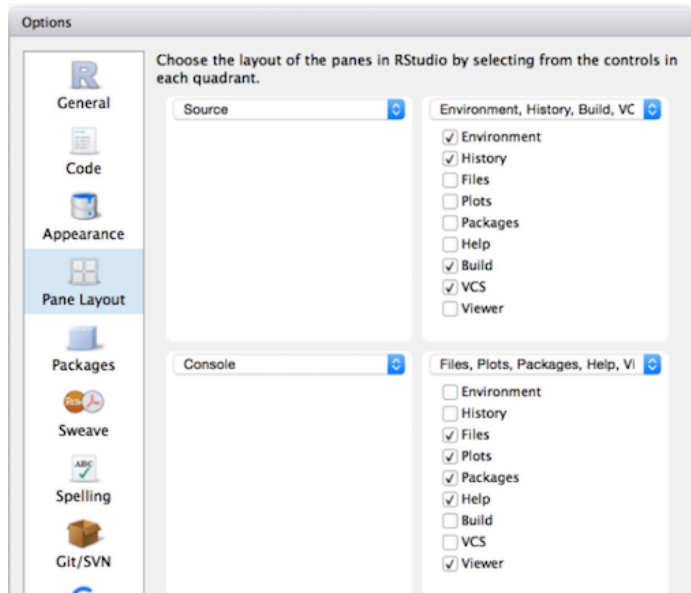 Options
Choose the layout of the panes in RStudio by selecting from the controls in
each quadrant.
R
General
Code
Appearance
Pane Layout
Packages
Sweave
ABC
Spelling
Git/SVN
Source
Environment, History, Build, VC
Environment
History
Files
Plots
Packages
Help
Build
VCS
Viewer
Console
Files, Plots, Packages, Help, Vi
Environment
History
Files
Plots
Packages
Help
Build
VCS
Viewer